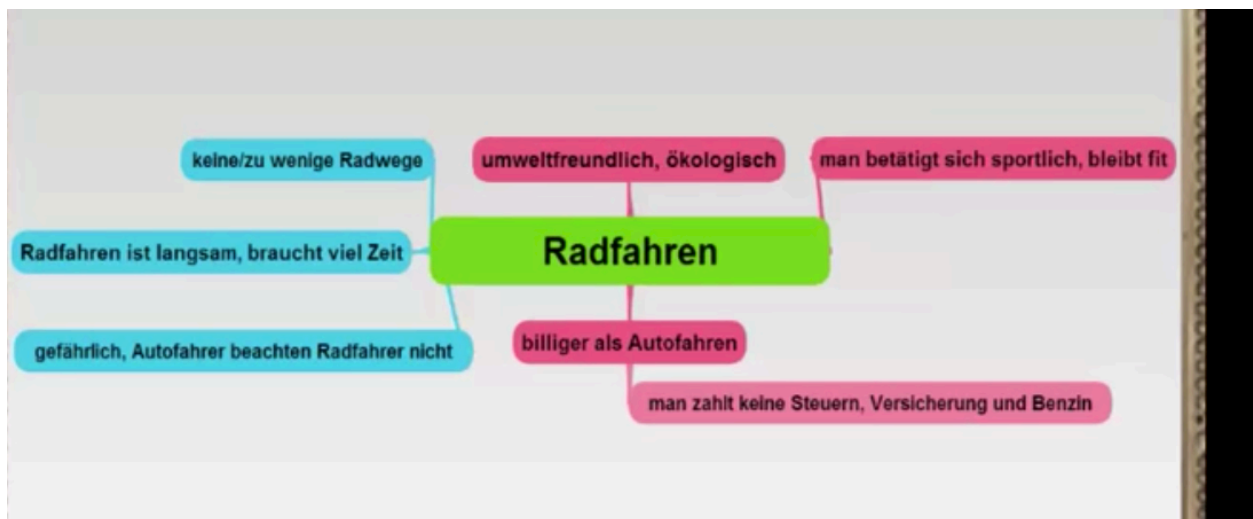 keine/zu wenige Radwege
umweltfreundlich, ökologisch
man betätigt sich sportlich, bleibt fit
Radfahren ist langsam, braucht viel Zeit
Radfahren
gefährlich, Autofahrer beachten Radfahrer nicht
billiger als Autofahren
man zahlt keine Steuern, Versicherung und Benzin